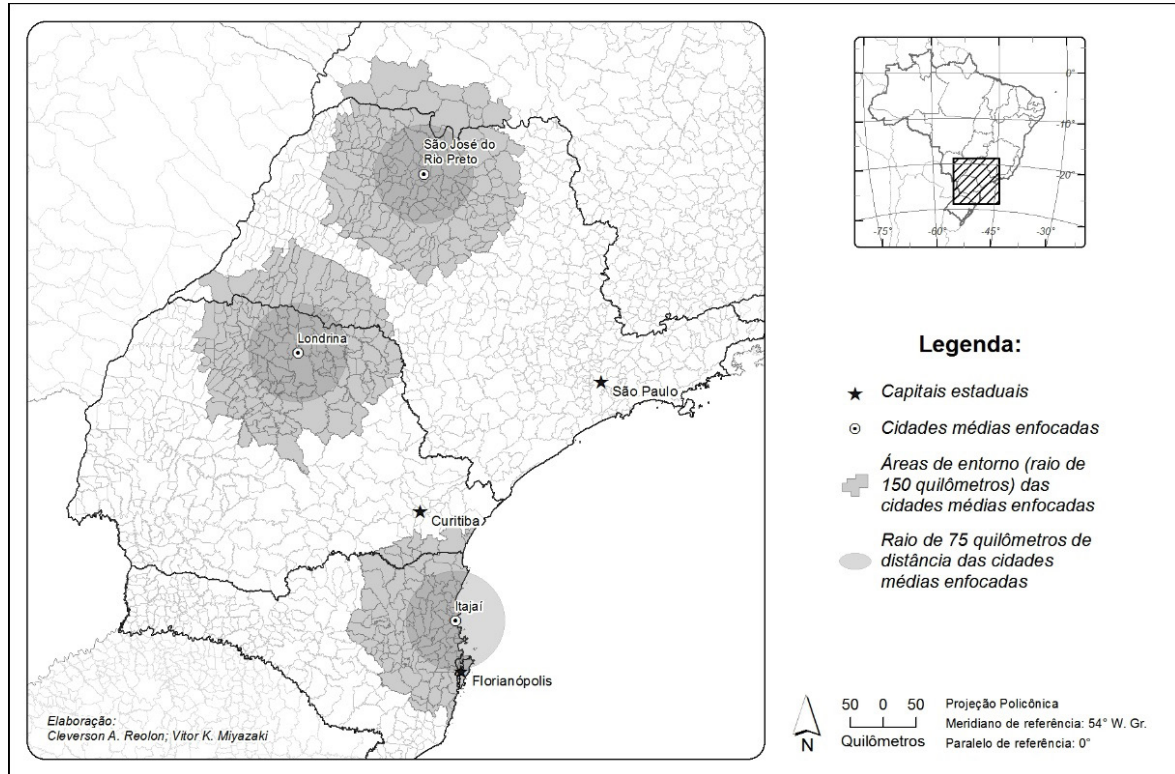 São José do
Rio Preto
Londrina
São Paulo
Curitiba
Itajaí
Florianópolis
Elaboração:
Cleverson A. Reolon; Vitor K. Miyazaki
0°
-10°
-20°
-75°
-60°
-45°
-30°
Legenda:
Capitais estaduais
Cidades médias enfocadas
Áreas de entorno (raio de
150 quilômetros) das
cidades médias enfocadas
Raio de 75 quilômetros de
distância das cidades
médias enfocadas
N
50 0 50
Quilômetros
Projeção Policônica
Meridiano de referência: 54° W. Gr.
Paralelo de referência: 0°